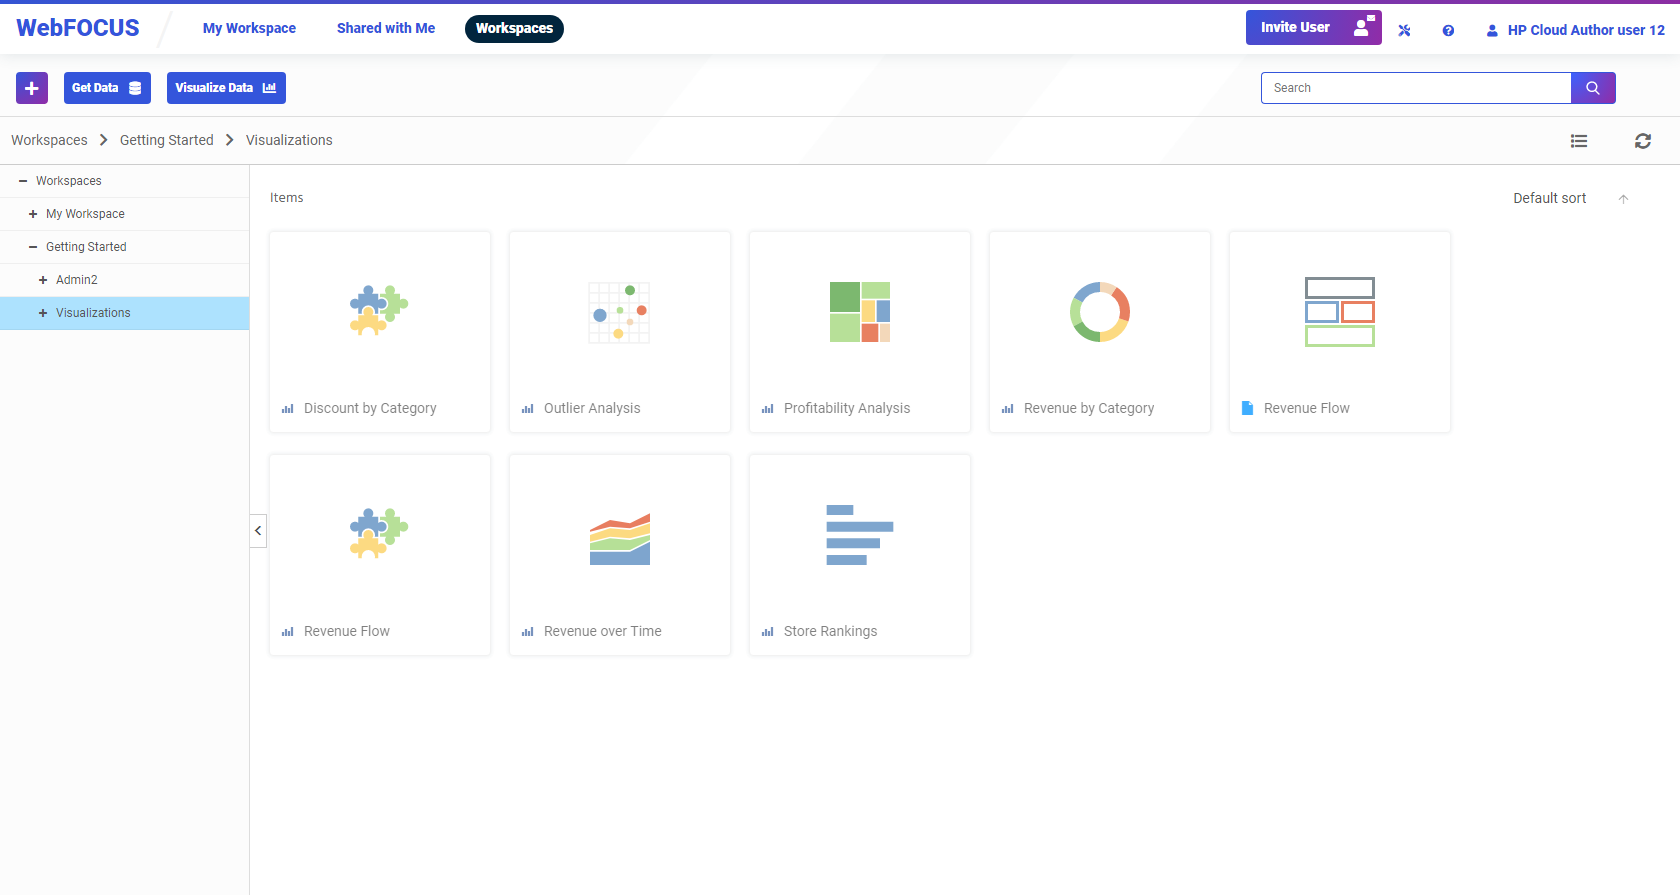 WebFOCUS
My Workspace
Shared with Me
Workspaces
Invite User
HP Cloud Author user 12
Get Data
Visualize Data
Search
Workspaces
Getting Started
Visualizations
Workspaces
My Workspace
Getting Started
Admin2
Visualizations
Items
Default sort
Discount by Category
Outlier Analysis
Profitability Analysis
Revenue by Category
Revenue Flow
Revenue Flow
Revenue over Time
Store Rankings